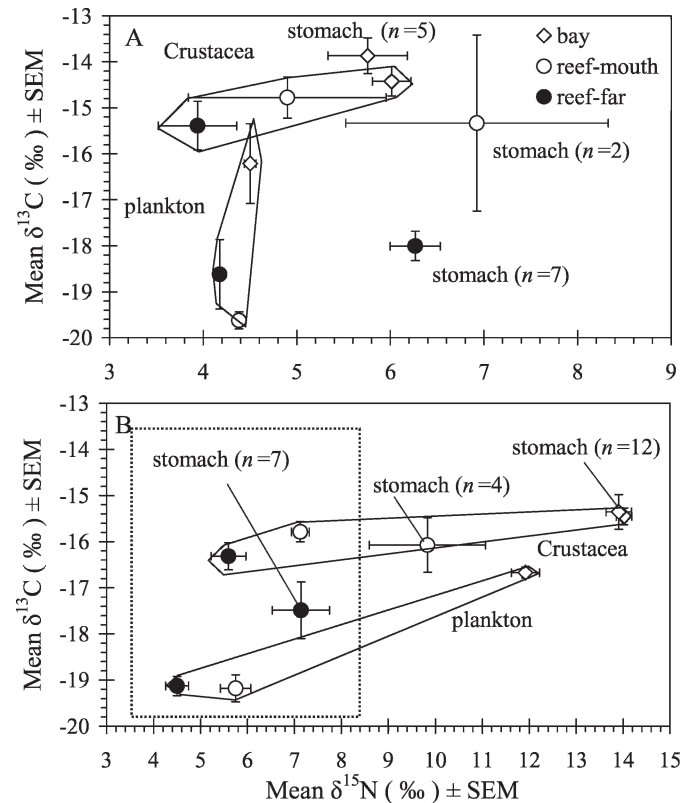 -13
A
stomach (n=5)
Crustacea
bay
-14
reef-mouth
-15
reef-far
-16
stomach (n=2)
plankton
-17
-18
-19
stomach (n=7)
-20
3 4 5 6 7 8 9
Mean δ¹³C (‰) ± SEM
-13
B
stomach (n=12)
-14
stomach (n=7)
stomach (n=4)
-15
-16
Crustacea
-17
plankton
-18
-19
-20
3 4 5 6 7 8 9 10 11 12 13 14 15
Mean δ¹³C (‰) ± SEM
Mean δ¹⁵N (‰) ± SEM